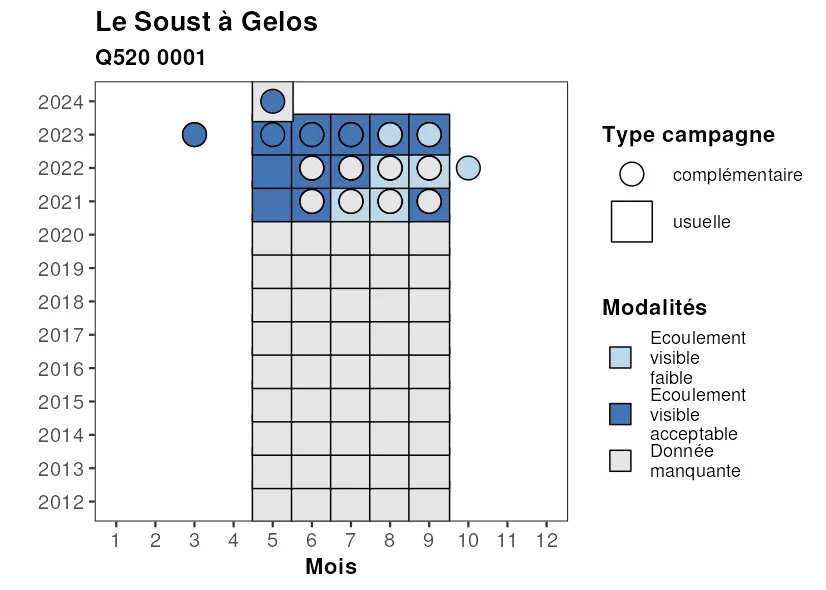 Le Soust à Gelos
Q520 0001
2024
2023
2022
2021
2020
2019
2018
2017
2016
2015
2014
2013
2012
1 2 3 4 5 6 7 8 9 10 11 12
Mois
Type campagne
complémentaire
usuelle
Modalités
Ecoulement
visible
faible
Ecoulement
visible
acceptable
Donnée
manquante